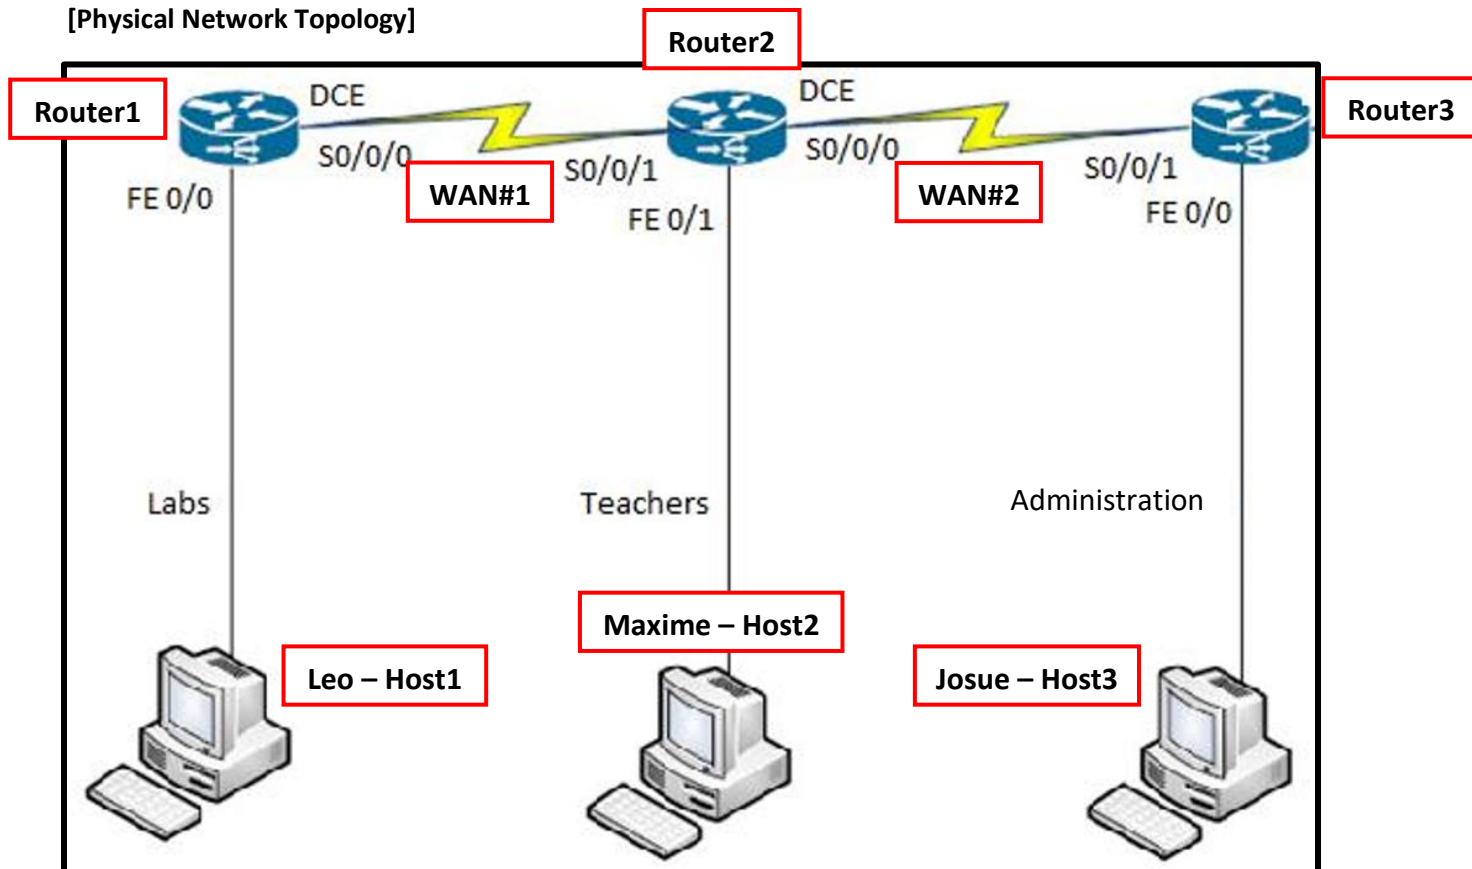 [Physical Network Topology]
Router2
Router1
DCE
DCE
Router3
S0/0/0
S0/0/1
S0/0/0
S0/0/1
WAN#1
WAN#2
FE 0/0
FE 0/1
FE 0/0
Labs
Teachers
Administration
Maxime – Host2
Leo – Host1
Josue – Host3